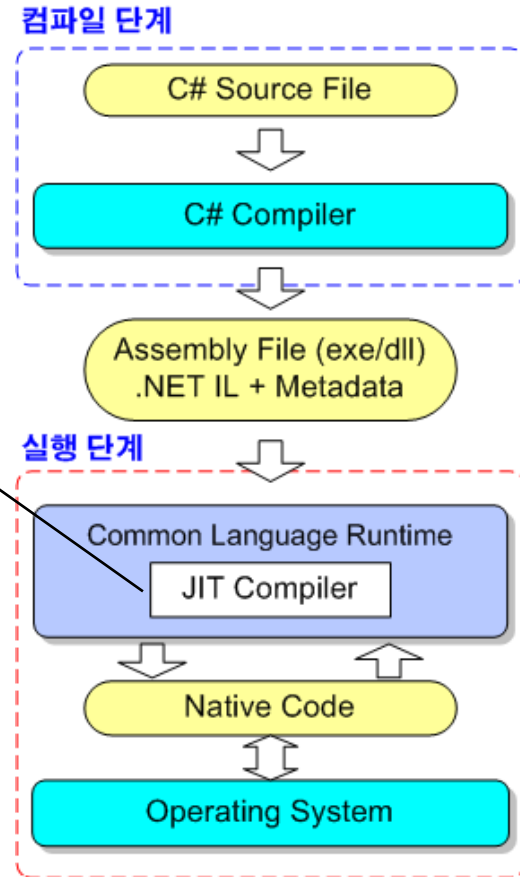 컴파일 단계
C# Source File
C# Compiler
Assembly File (exe/dll)
.NET IL + Metadata
실행 단계
Common Language Runtime
JIT Compiler
Native Code
Operating System